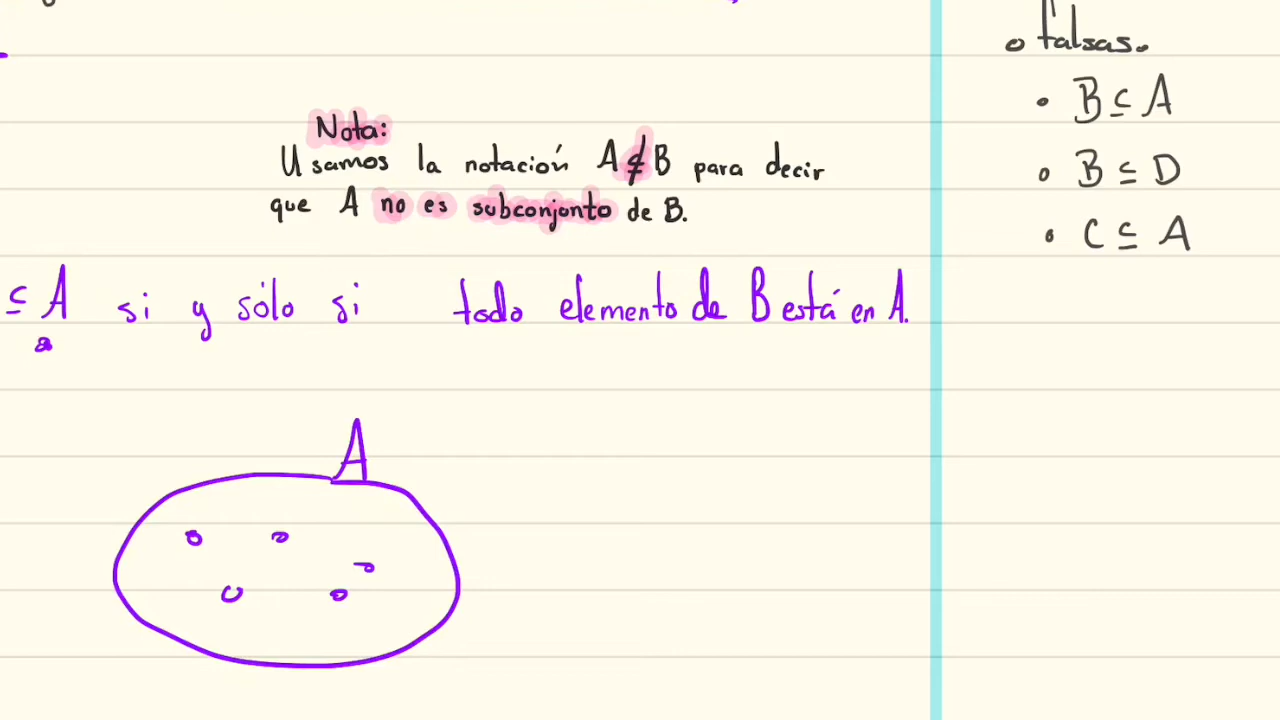 Nota:
Usamos la notación A ⊄ B para decir
que A no es subconjunto de B.
⊆ A si y sólo si todo elemento de B está en A.
A
falsas.
• B ⊆ A
• B ⊆ D
• C ⊆ A